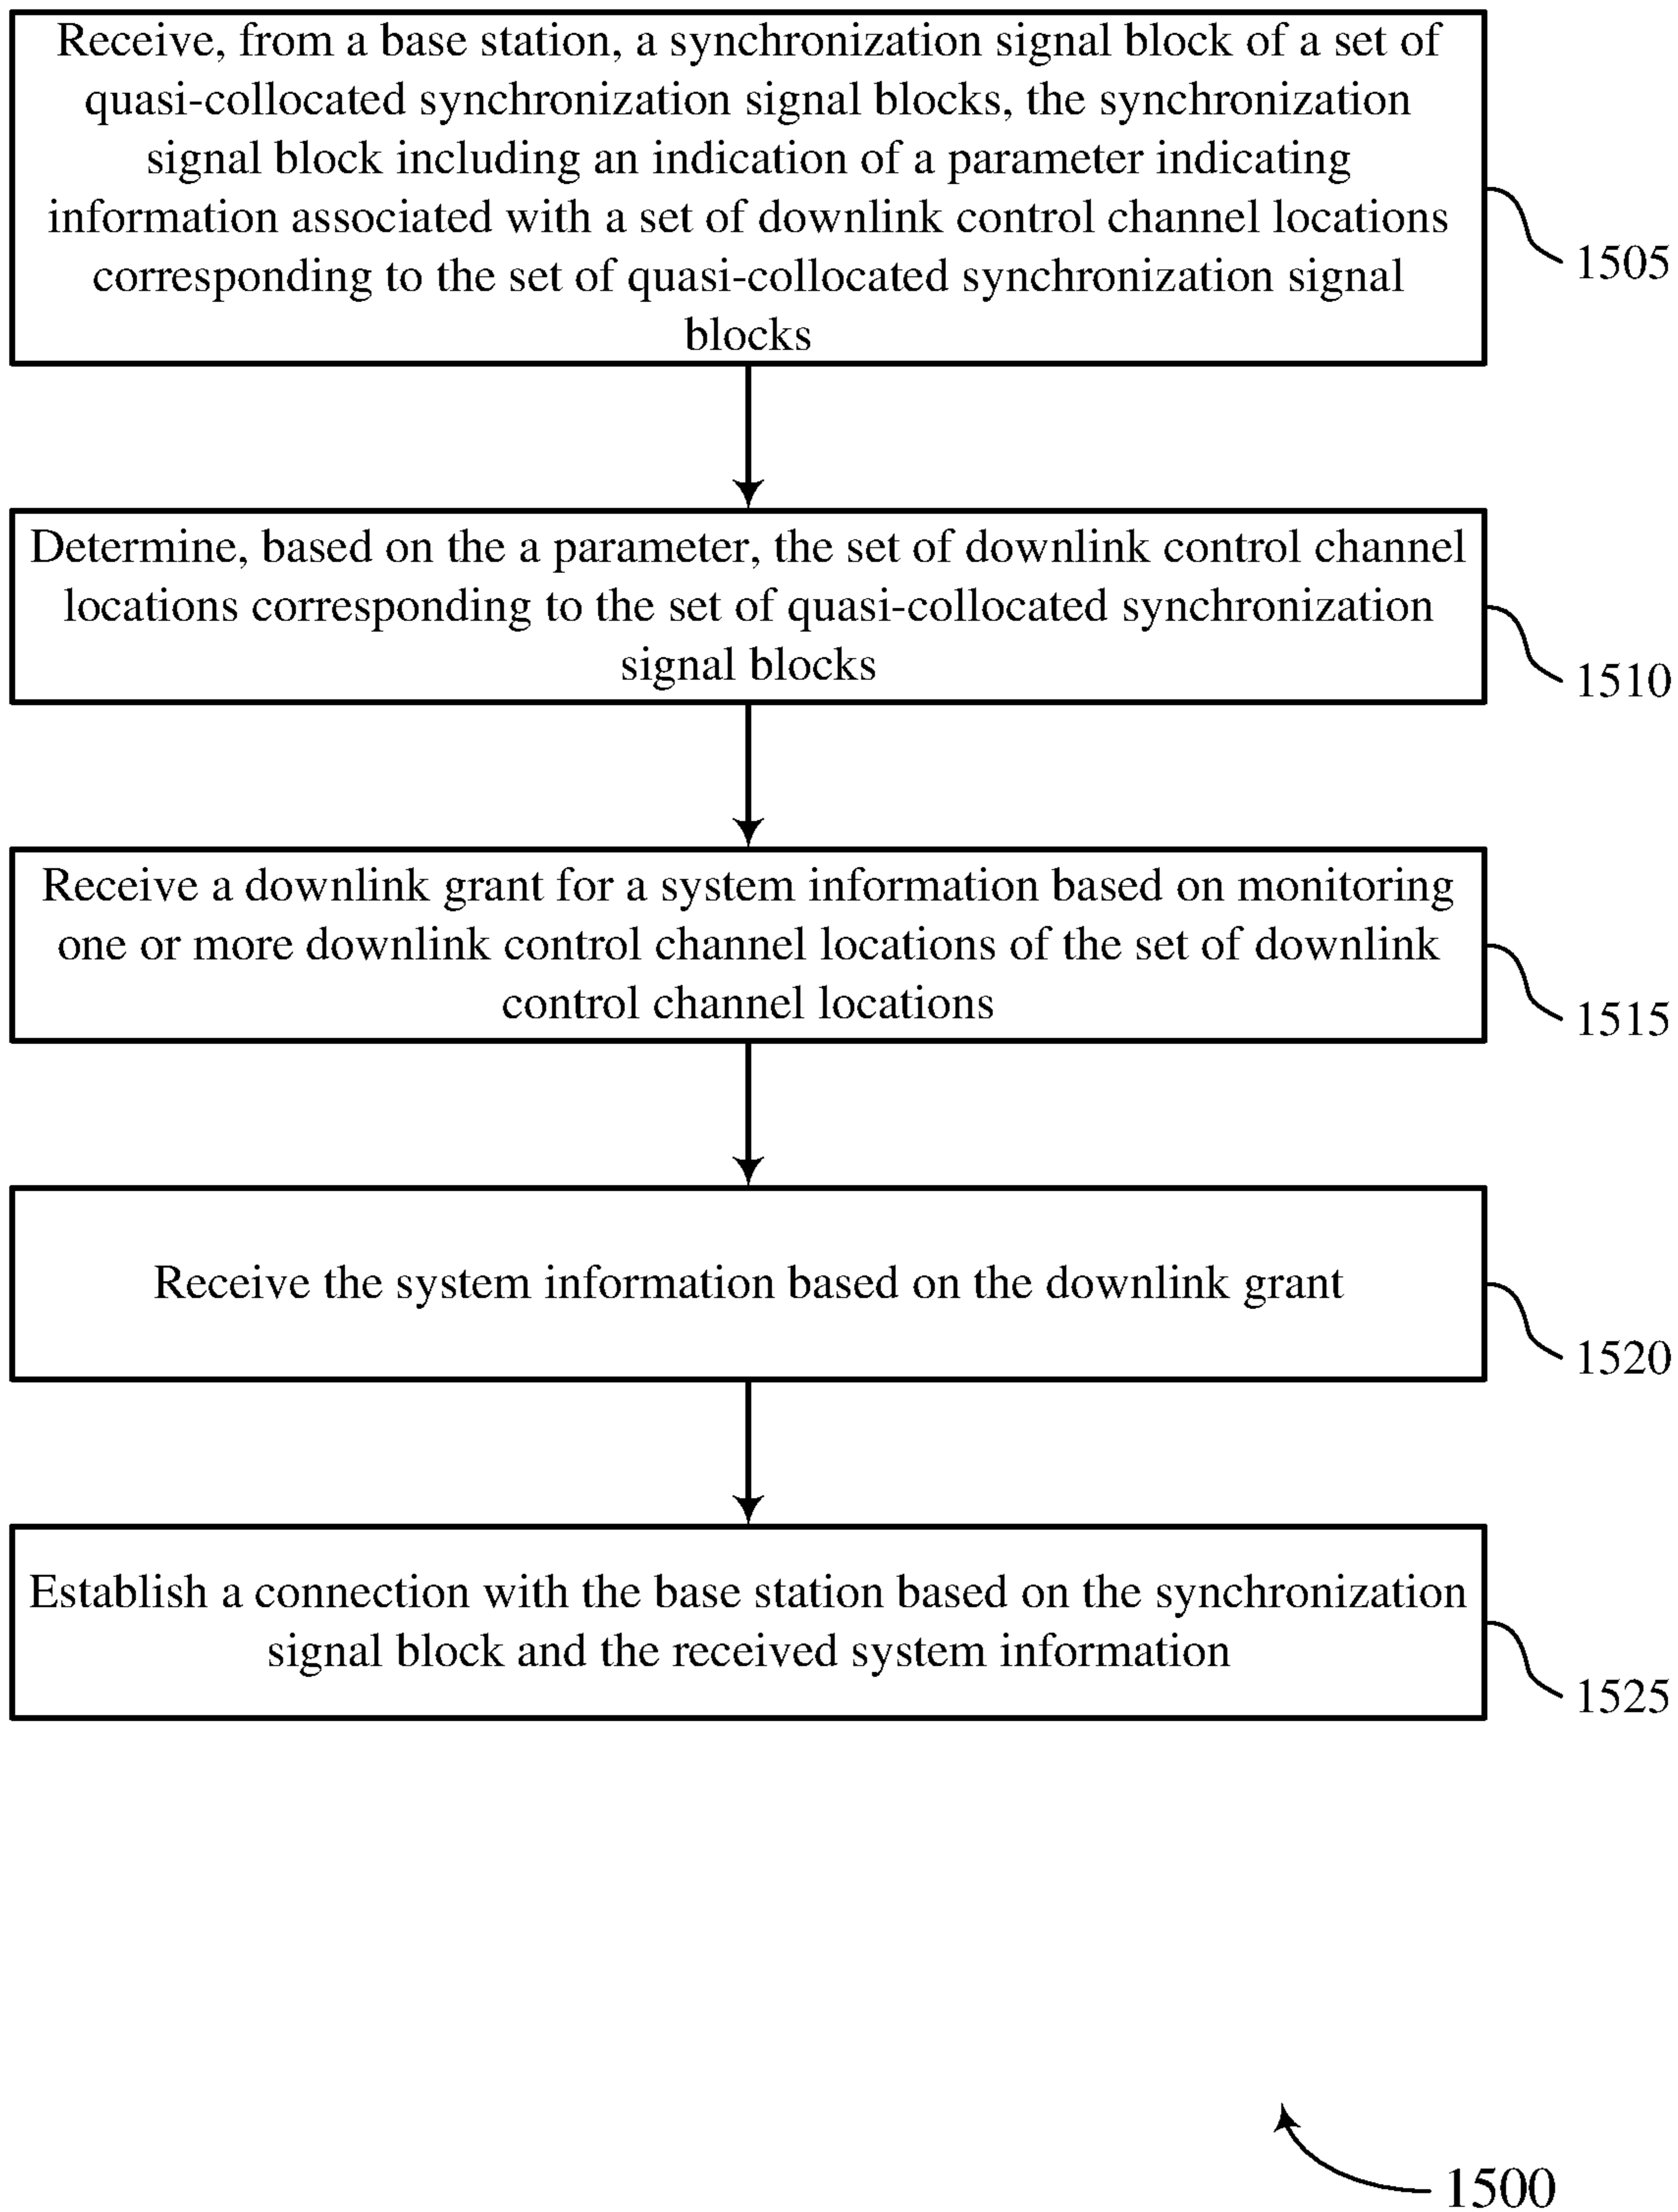 Receive, from a base station, a synchronization signal block of a set of
quasi-collocated synchronization signal blocks, the synchronization
signal block including an indication of a parameter indicating
information associated with a set of downlink control channel locations
corresponding to the set of quasi-collocated synchronization signal
blocks
1505
Determine, based on the a parameter, the set of downlink control channel
locations corresponding to the set of quasi-collocated synchronization
signal blocks
1510
Receive a downlink grant for a system information based on monitoring
one or more downlink control channel locations of the set of downlink
control channel locations
1515
Receive the system information based on the downlink grant
1520
Establish a connection with the base station based on the synchronization
signal block and the received system information
1525
1500